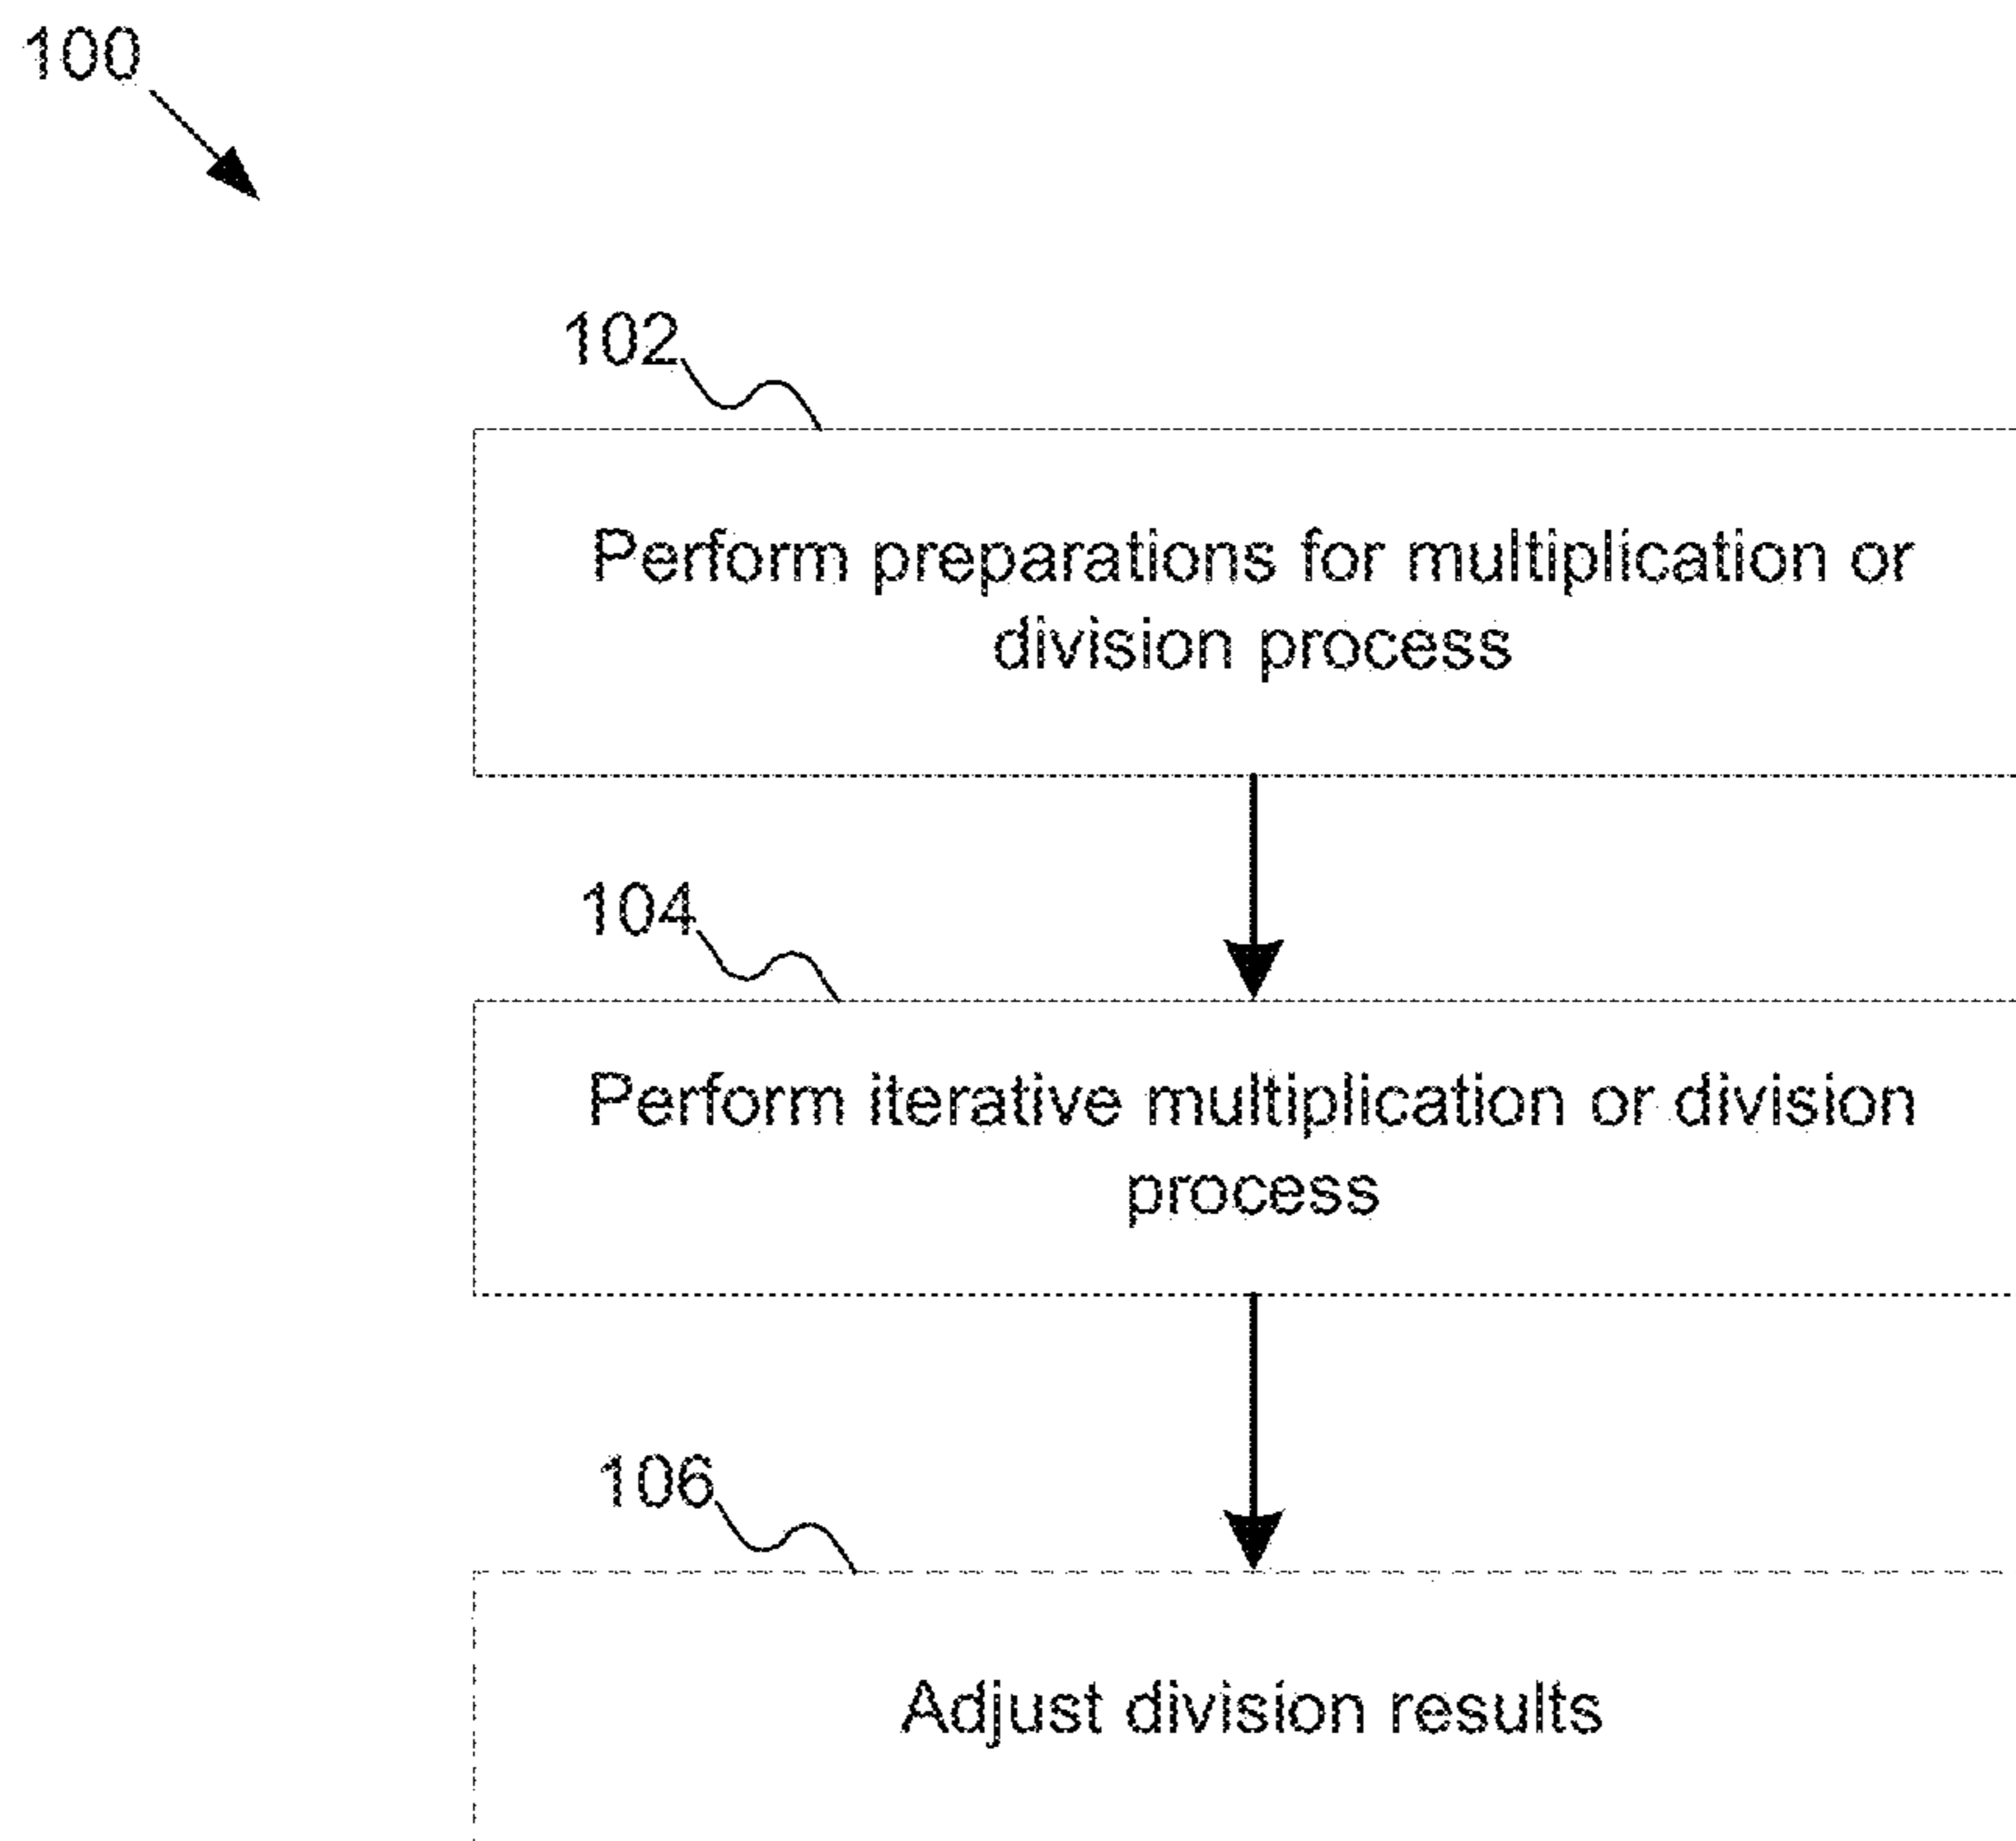 100
102
Perform preparations for multiplication or
division process
104
Perform iterative multiplication or division
process
106
Adjust division results